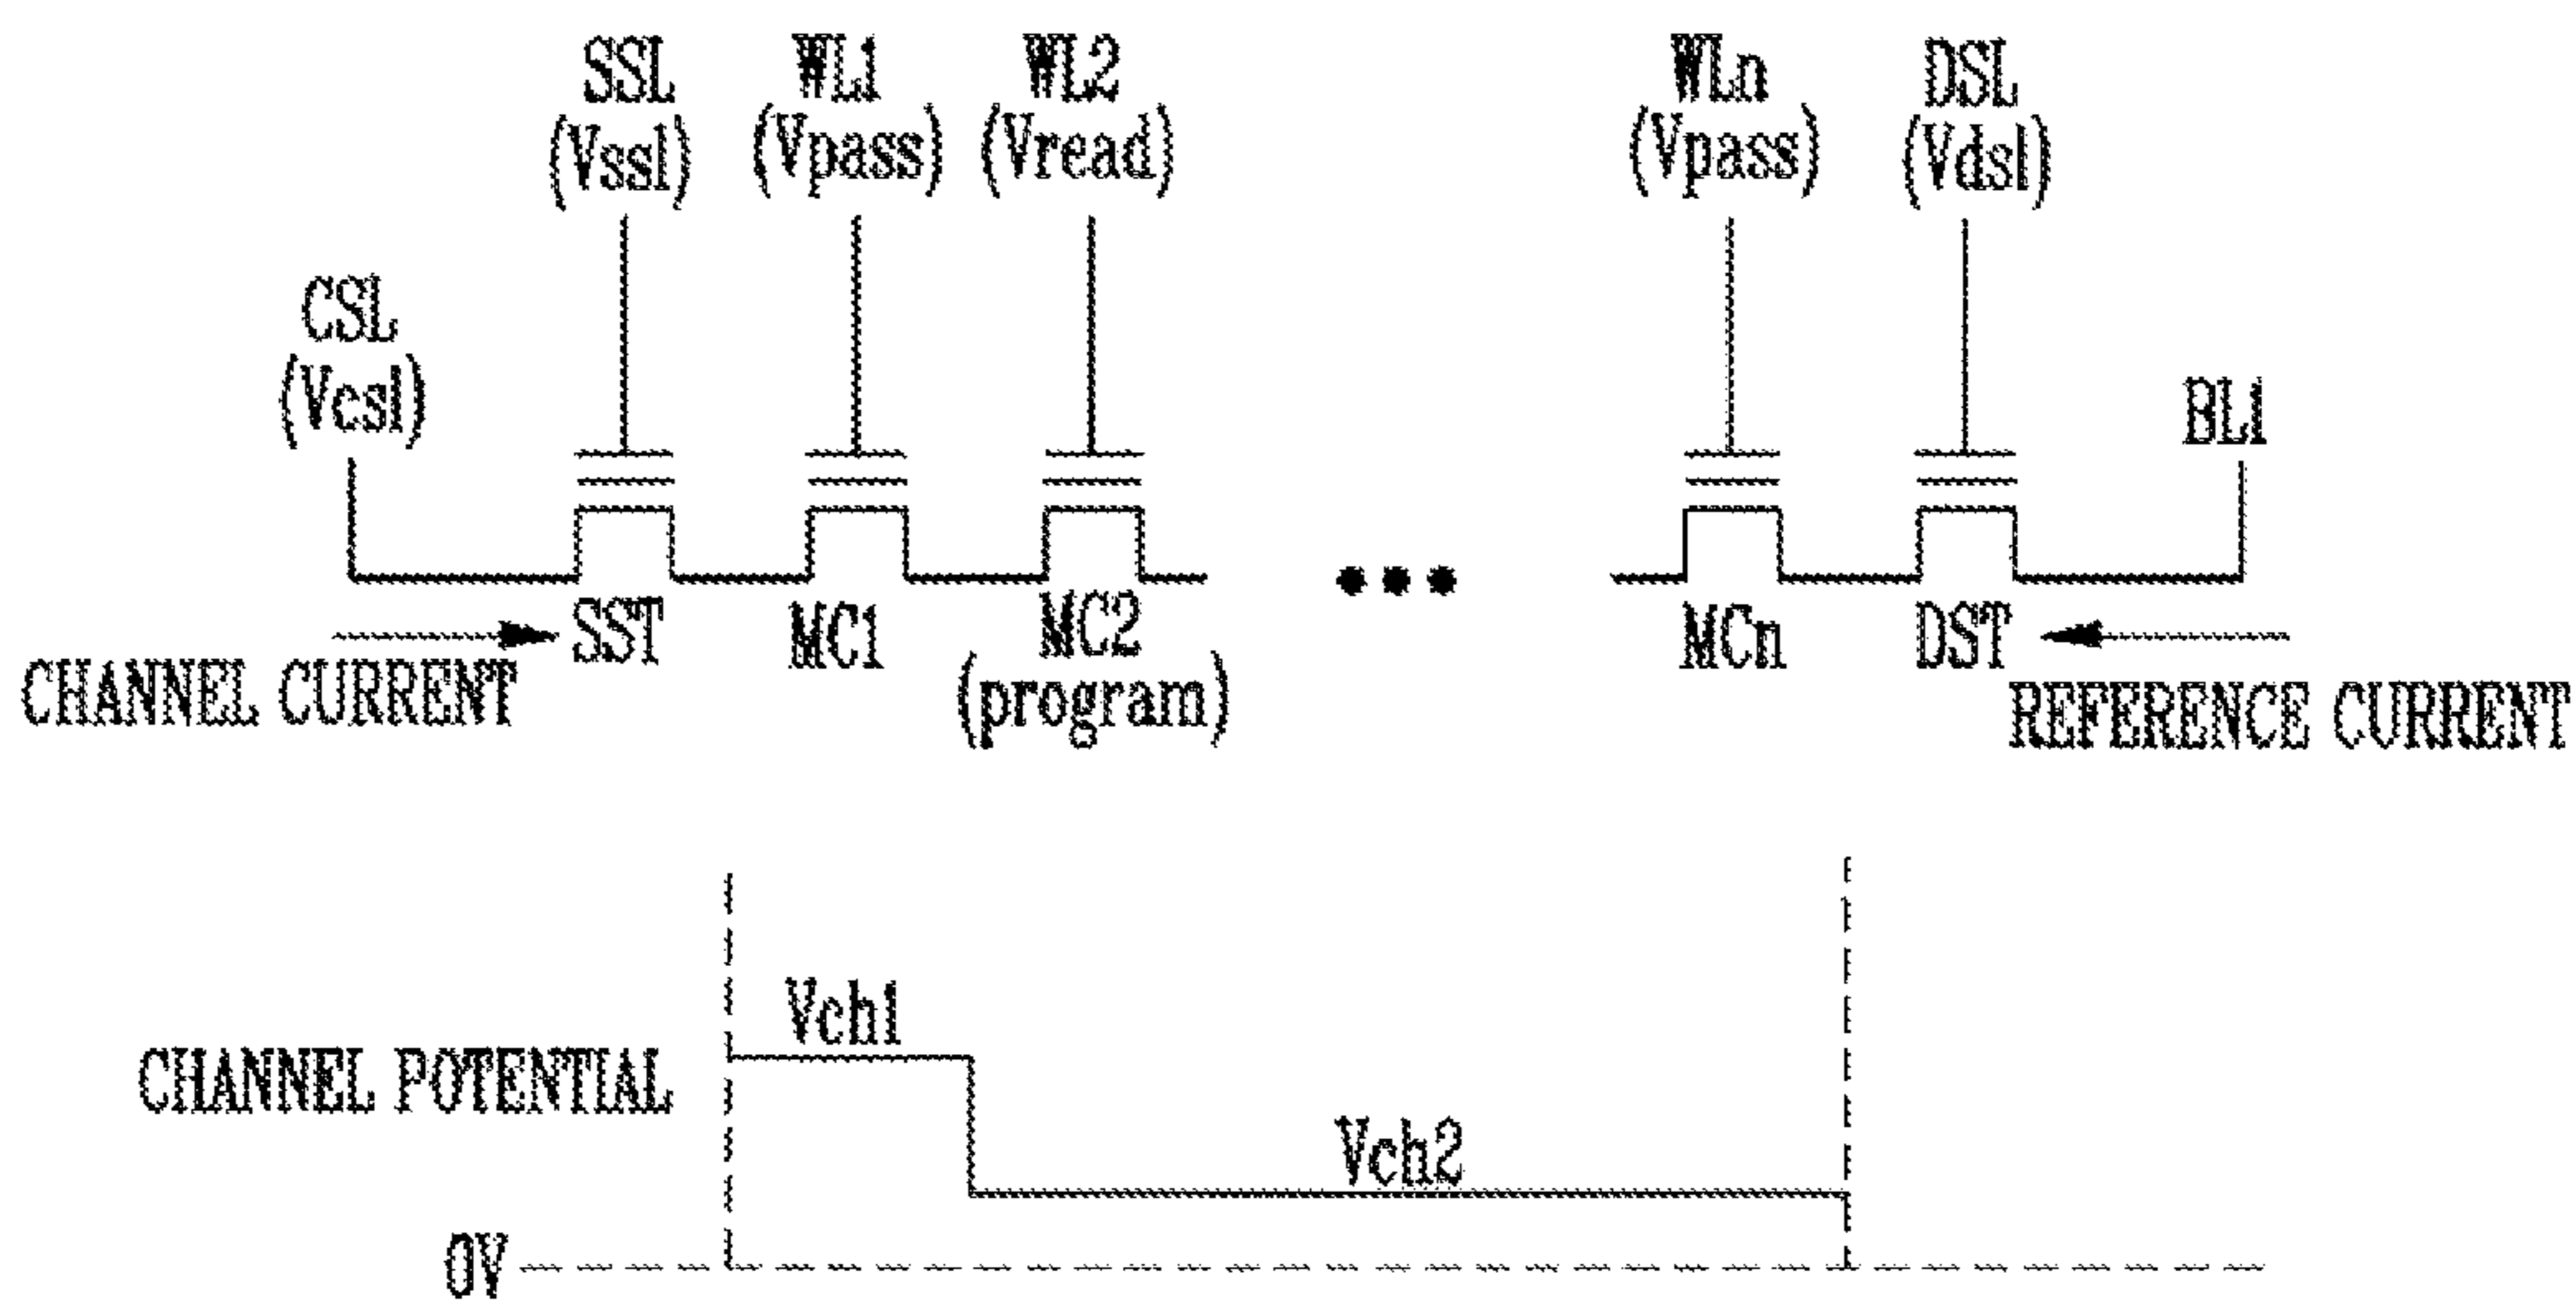 SSL
(Vssl)
WL1
(Vpass)
WL2
(Vread)
WLn
(Vpass)
DSL
(Vdsl)
CSL
(Vcsl)
BL1
SST
MC1
MC2
(program)
MCn
DST
CHANNEL CURRENT
REFERENCE CURRENT
Vch1
CHANNEL POTENTIAL
Vch2
0V